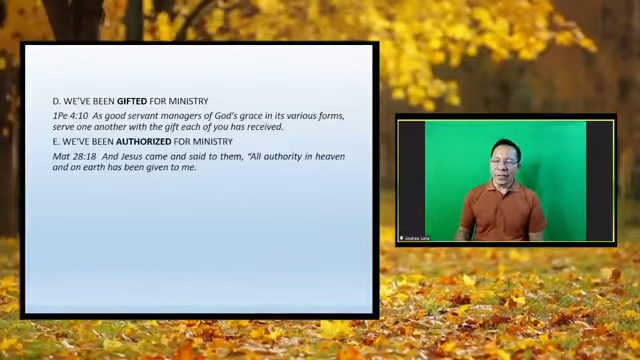 D. WE'VE BEEN GIFTED FOR MINISTRY
1Pe 4:10 As good servant managers of God's grace in its various forms,
serve one another with the gift each of you has received.
E. WE'VE BEEN AUTHORIZED FOR MINISTRY
Mat 28:18 And Jesus came and said to them, "All authority in heaven
and on earth has been given to me.
Andrew